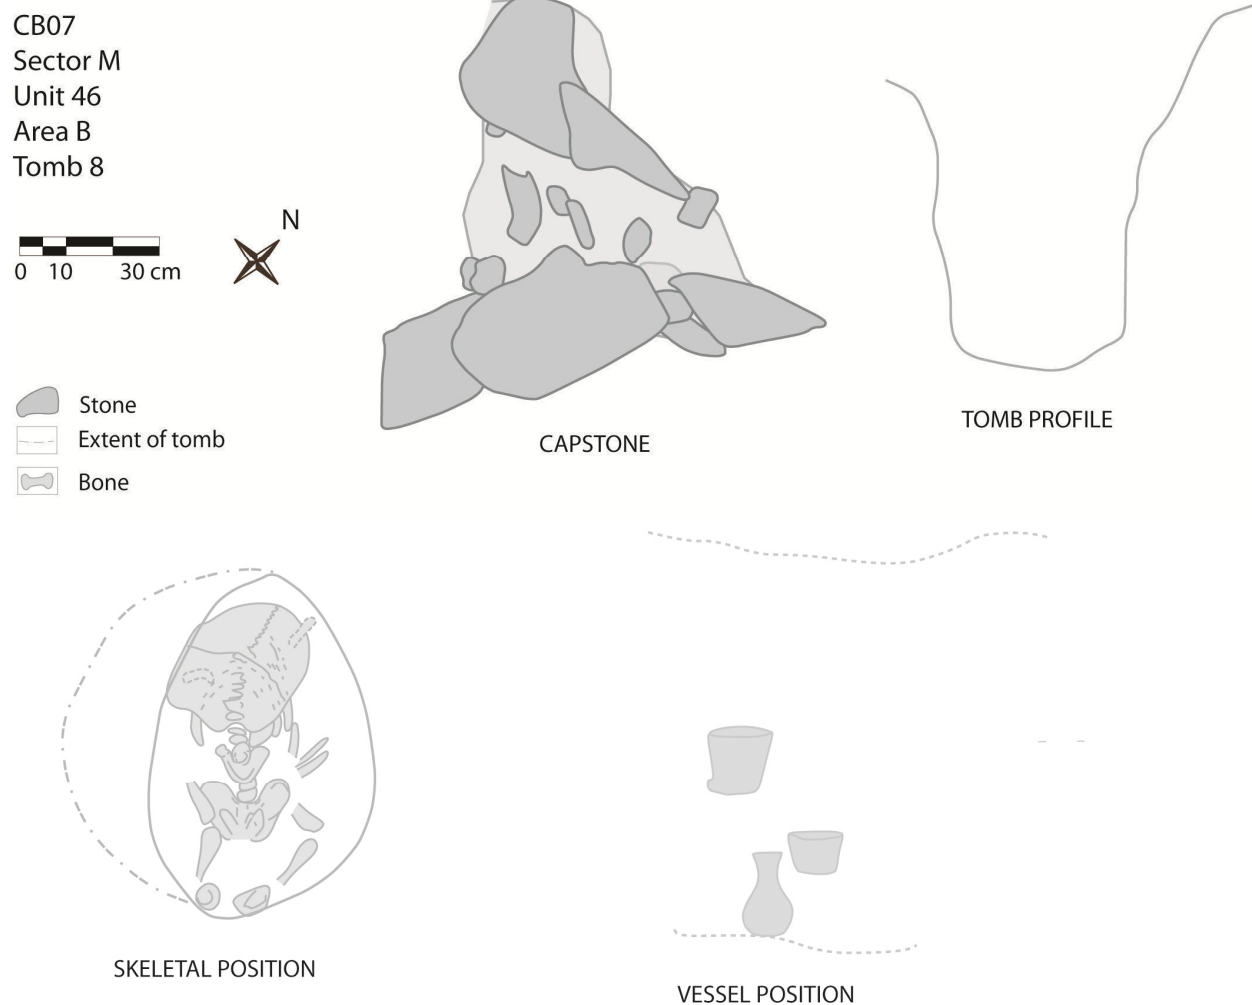 CB07
Sector M
Unit 46
Area B
Tomb 8
N
0 10 30 cm
Stone
Extent of tomb
Bone
CAPSTONE
TOMB PROFILE
SKELETAL POSITION
VESSEL POSITION